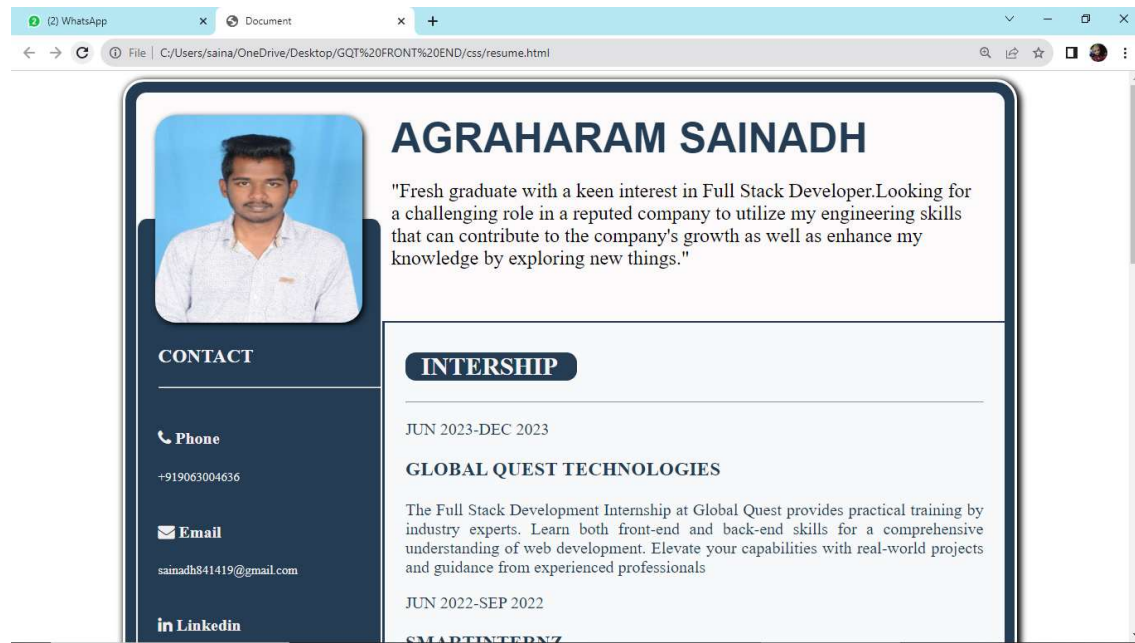 (2) WhatsApp
Document
File | C:/Users/saina/OneDrive/Desktop/GQT%20FRONT%20END/css/resume.html
AGRAHARAM SAINADH
"Fresh graduate with a keen interest in Full Stack Developer.Looking for
a challenging role in a reputed company to utilize my engineering skills
that can contribute to the company's growth as well as enhance my
knowledge by exploring new things."
CONTACT
Phone
+919063004636
Email
sainadh841419@gmail.com
in Linkedin
INTERSHIP
JUN 2023-DEC 2023
GLOBAL QUEST TECHNOLOGIES
The Full Stack Development Internship at Global Quest provides practical training by
industry experts. Learn both front-end and back-end skills for a comprehensive
understanding of web development. Elevate your capabilities with real-world projects
and guidance from experienced professionals
JUN 2022-SEP 2022
SMARTINTERNZ